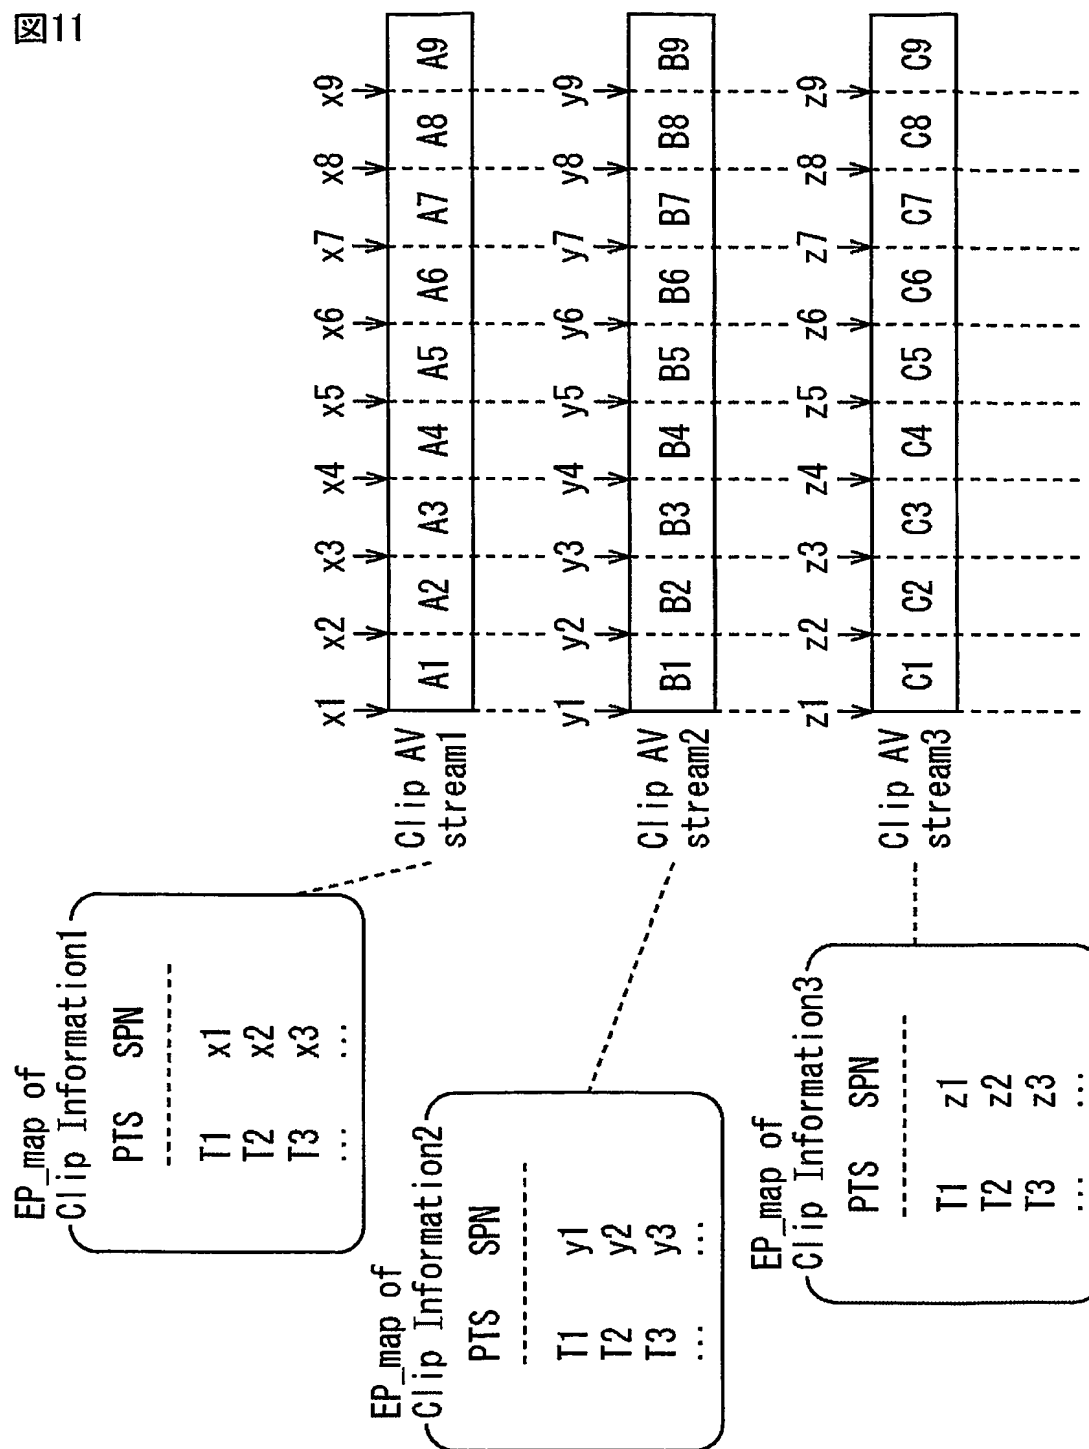 図11
EP_map of
Clip Information1
PTS SPN
T1 x1
T2 x2
T3 x3
... ...
EP_map of
Clip Information2
PTS SPN
T1 y1
T2 y2
T3 y3
... ...
EP_map of
Clip Information3
PTS SPN
T1 z1
T2 z2
T3 z3
... ...
x1 x2 x3 x4 x5 x6 x7 x8 x9
Clip AV
stream1
A1 A2 A3 A4 A5 A6 A7 A8 A9
y1 y2 y3 y4 y5 y6 y7 y8 y9
Clip AV
stream2
B1 B2 B3 B4 B5 B6 B7 B8 B9
z1 z2 z3 z4 z5 z6 z7 z8 z9
Clip AV
stream3
C1 C2 C3 C4 C5 C6 C7 C8 C9